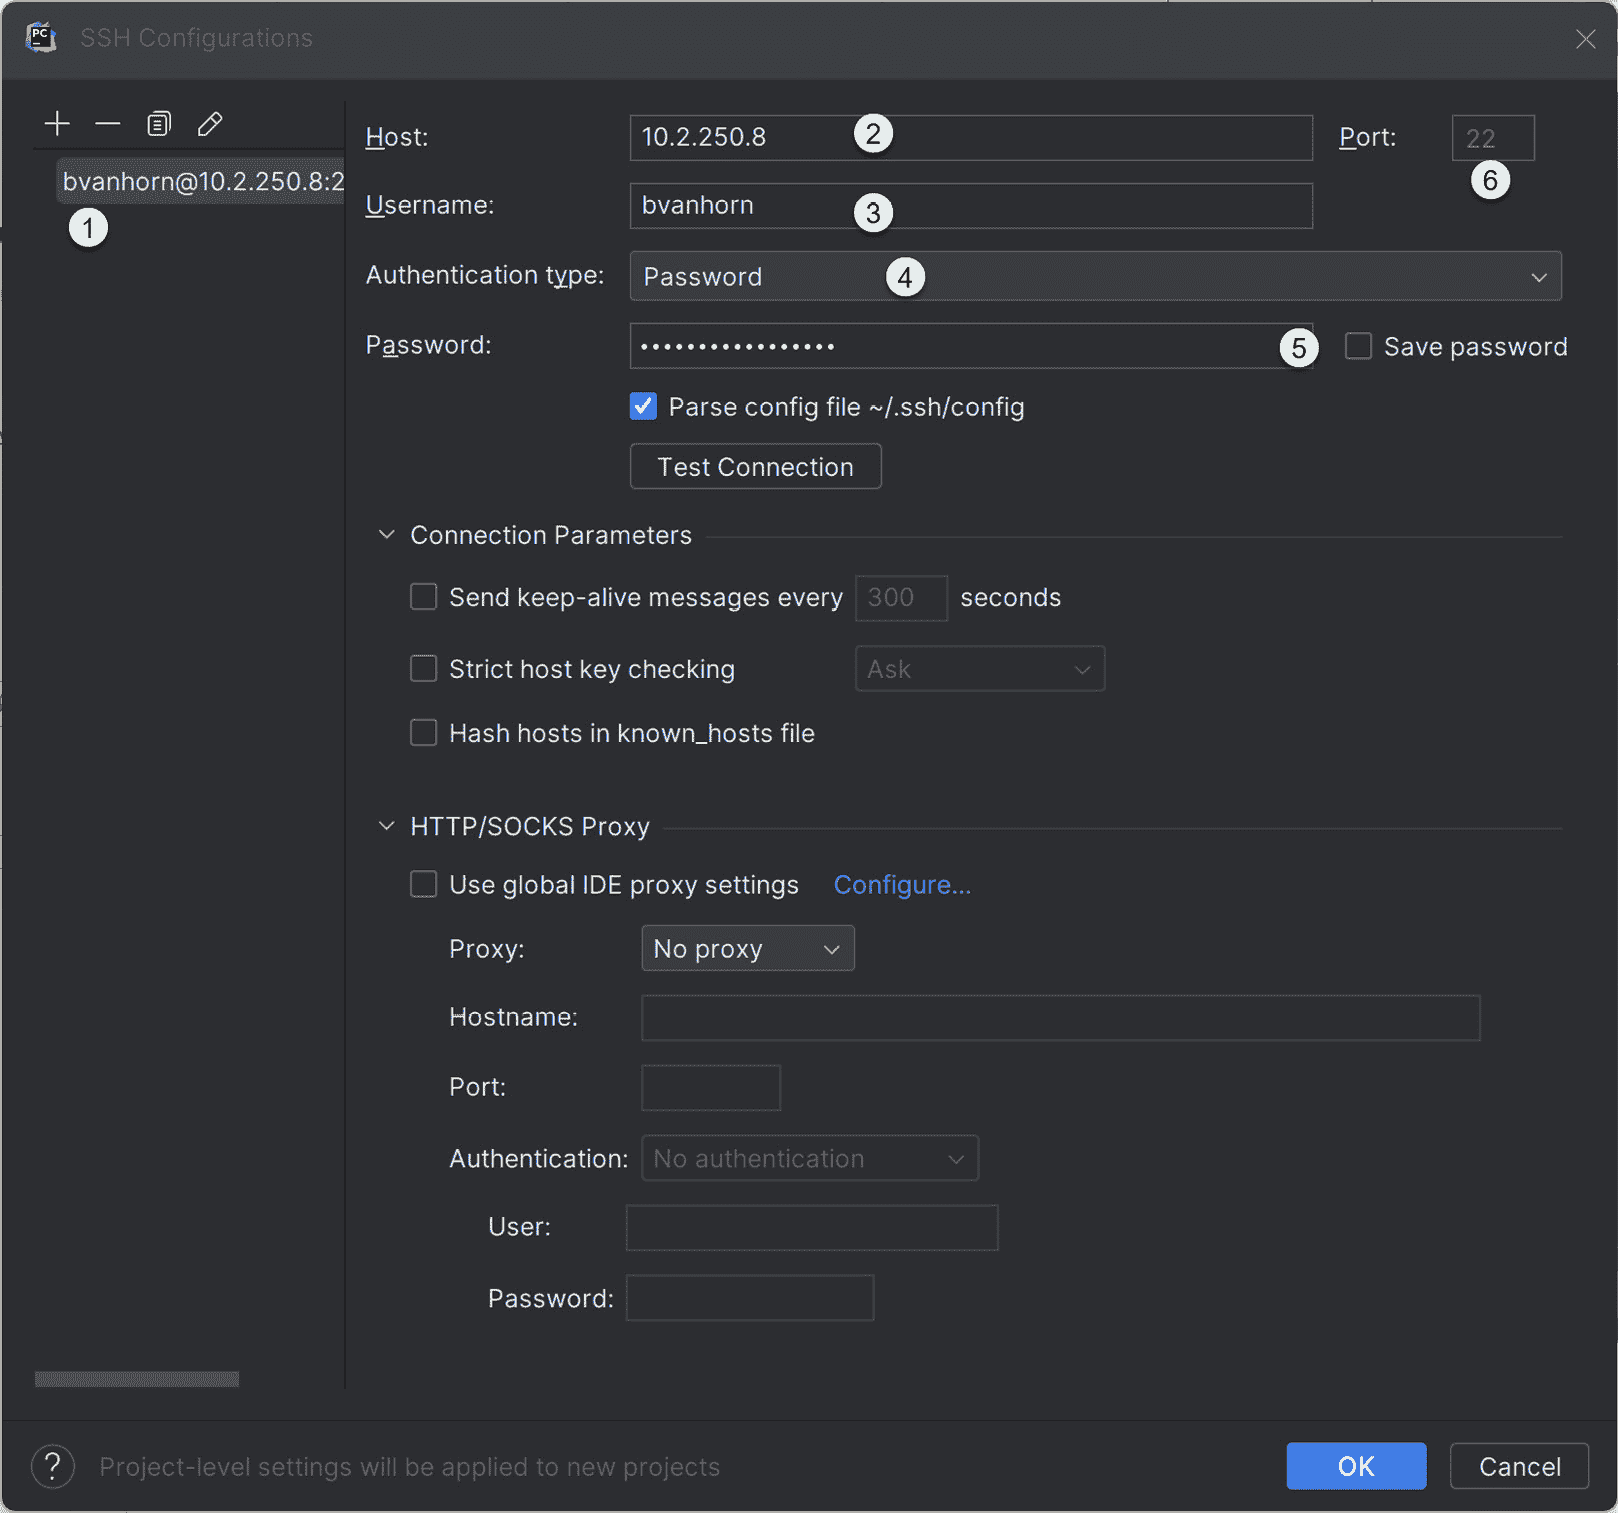 PC
SSH Configurations
bvanhorn@10.2.250.8:2
1
Host: 10.2.250.8 2 Port: 22
6
Username: bvanhorn 3
Authentication type: Password 4
Password: ••••••••••••••••• 5 Save password
Parse config file ~/.ssh/config
Test Connection
Connection Parameters
Send keep-alive messages every 300 seconds
Strict host key checking Ask
Hash hosts in known_hosts file
HTTP/SOCKS Proxy
Use global IDE proxy settings Configure...
Proxy: No proxy
Hostname:
Port:
Authentication: No authentication
User:
Password:
? Project-level settings will be applied to new projects OK Cancel